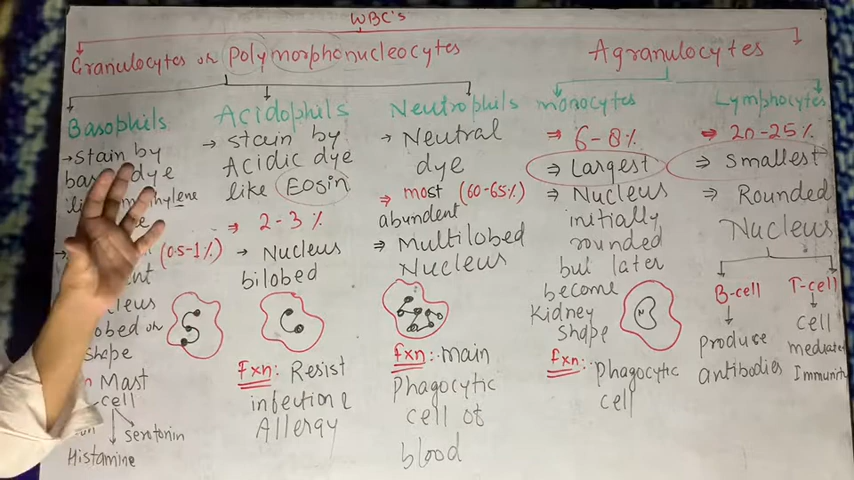 WBC's
Granulocytes or Polymorphonucleocytes
Agranulocytes
Basophils
→ stain by
dye
0.5-1%)
Mast
cell
Serotonin
Histamine
Acidophils
→ stain by
Acidic dye
like Eosin
⇒ 2-3 %
→ Nucleus
bilobed
fxn: Resist
infection &
Allergy
Neutrophils
→ Neutral
dye
⇒ most (60-65%)
abundent
⇒ Multilobed
Nucleus
fxn: main
Phagocytic
cell of
blood
monocytes
⇒ 6-8%
⇒ Largest
⇒ Nucleus
initially
rounded
but later
become
Kidney
shape
N
fxn: Phagocytic
cell
Lymphocytes
⇒ 20-25%
⇒ Smallest
⇒ Rounded
Nucleus
B-cell
produce
antibodies
T-cell
cell
mediated
Immunity